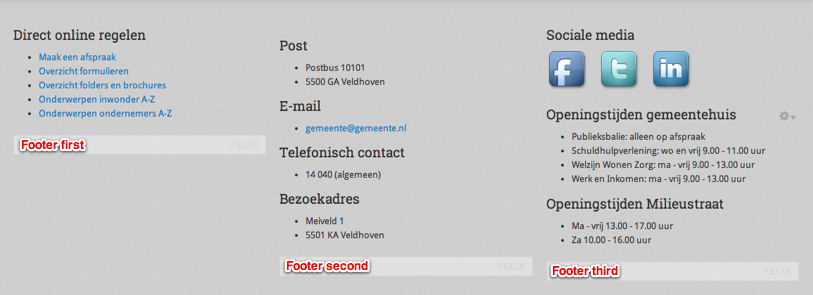 Direct online regelen
Maak een afspraak
Overzicht formulieren
Overzicht folders en brochures
Onderwerpen inwonder A-Z
Onderwerpen ondernemers A-Z
Footer first
FELIX
Post
Postbus 10101
5500 GA Veldhoven
E-mail
gemeente@gemeente.nl
Telefonisch contact
14 040 (algemeen)
Bezoekadres
Meiveld 1
5501 KA Veldhoven
Footer second
FELIX
Sociale media
f
t
in
Openingstijden gemeentehuis
Publieksbalie: alleen op afspraak
Schuldhulpverlening: wo en vrij 9.00 - 11.00 uur
Welzijn Wonen Zorg: ma - vrij 9.00 - 13.00 uur
Werk en Inkomen: ma - vrij 9.00 - 13.00 uur
Openingstijden Milieustraat
Ma - vrij 13.00 - 17.00 uur
Za 10.00 - 16.00 uur
Footer third
FELIX